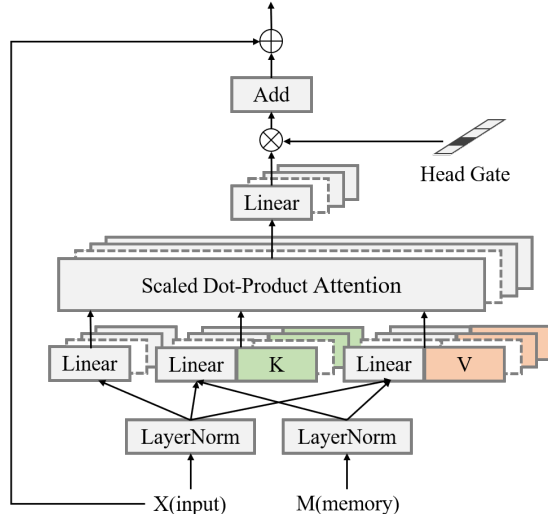 Add
Head Gate
Linear
Scaled Dot-Product Attention
Linear
Linear
K
Linear
V
LayerNorm
LayerNorm
X(input)
M(memory)